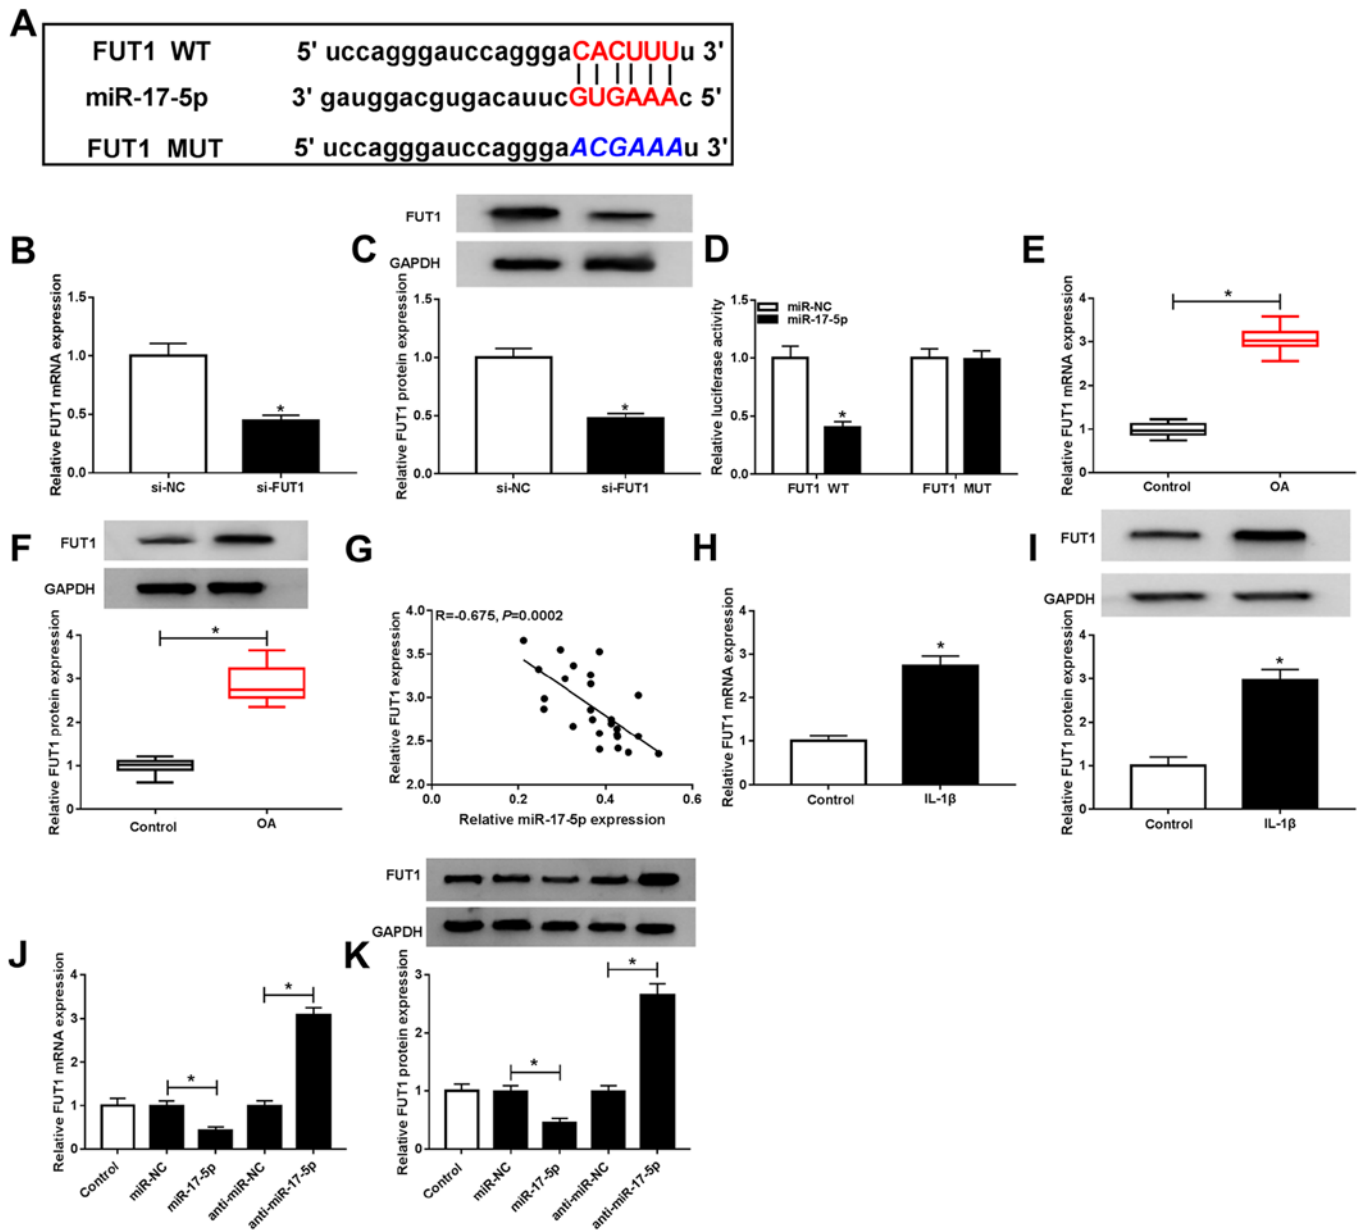 A
FUT1 WT 5' uccagggauccagggaCACUUUu 3'
miR-17-5p 3' gauggacgugacauucGUGAAAc 5'
FUT1 MUT 5' uccagggauccagggaACGAAAu 3'
B
Relative FUT1 mRNA expression
1.5
1.0
0.5
0.0
*
si-NC si-FUT1
C
FUT1
GAPDH
Relative FUT1 protein expression
1.5
1.0
0.5
0.0
*
si-NC si-FUT1
D
Relative luciferase activity
1.5
1.0
0.5
0.0
miR-NC
miR-17-5p
*
FUT1 WT FUT1 MUT
E
Relative FUT1 mRNA expression
4
3
2
1
0
*
Control OA
F
FUT1
GAPDH
Relative FUT1 protein expression
4
3
2
1
0
*
Control OA
G
R=-0.675, P=0.0002
Relative FUT1 expression
4.0
3.5
3.0
2.5
2.0
0.0 0.2 0.4 0.6
Relative miR-17-5p expression
H
Relative FUT1 mRNA expression
4
3
2
1
0
*
Control IL-1β
I
FUT1
GAPDH
Relative FUT1 protein expression
4
3
2
1
0
*
Control IL-1β
J
Relative FUT1 mRNA expression
4
3
2
1
0
* *
Control miR-NC miR-17-5p anti-miR-NC anti-miR-17-5p
K
FUT1
GAPDH
Relative FUT1 protein expression
3
2
1
0
* *
Control miR-NC miR-17-5p anti-miR-NC anti-miR-17-5p